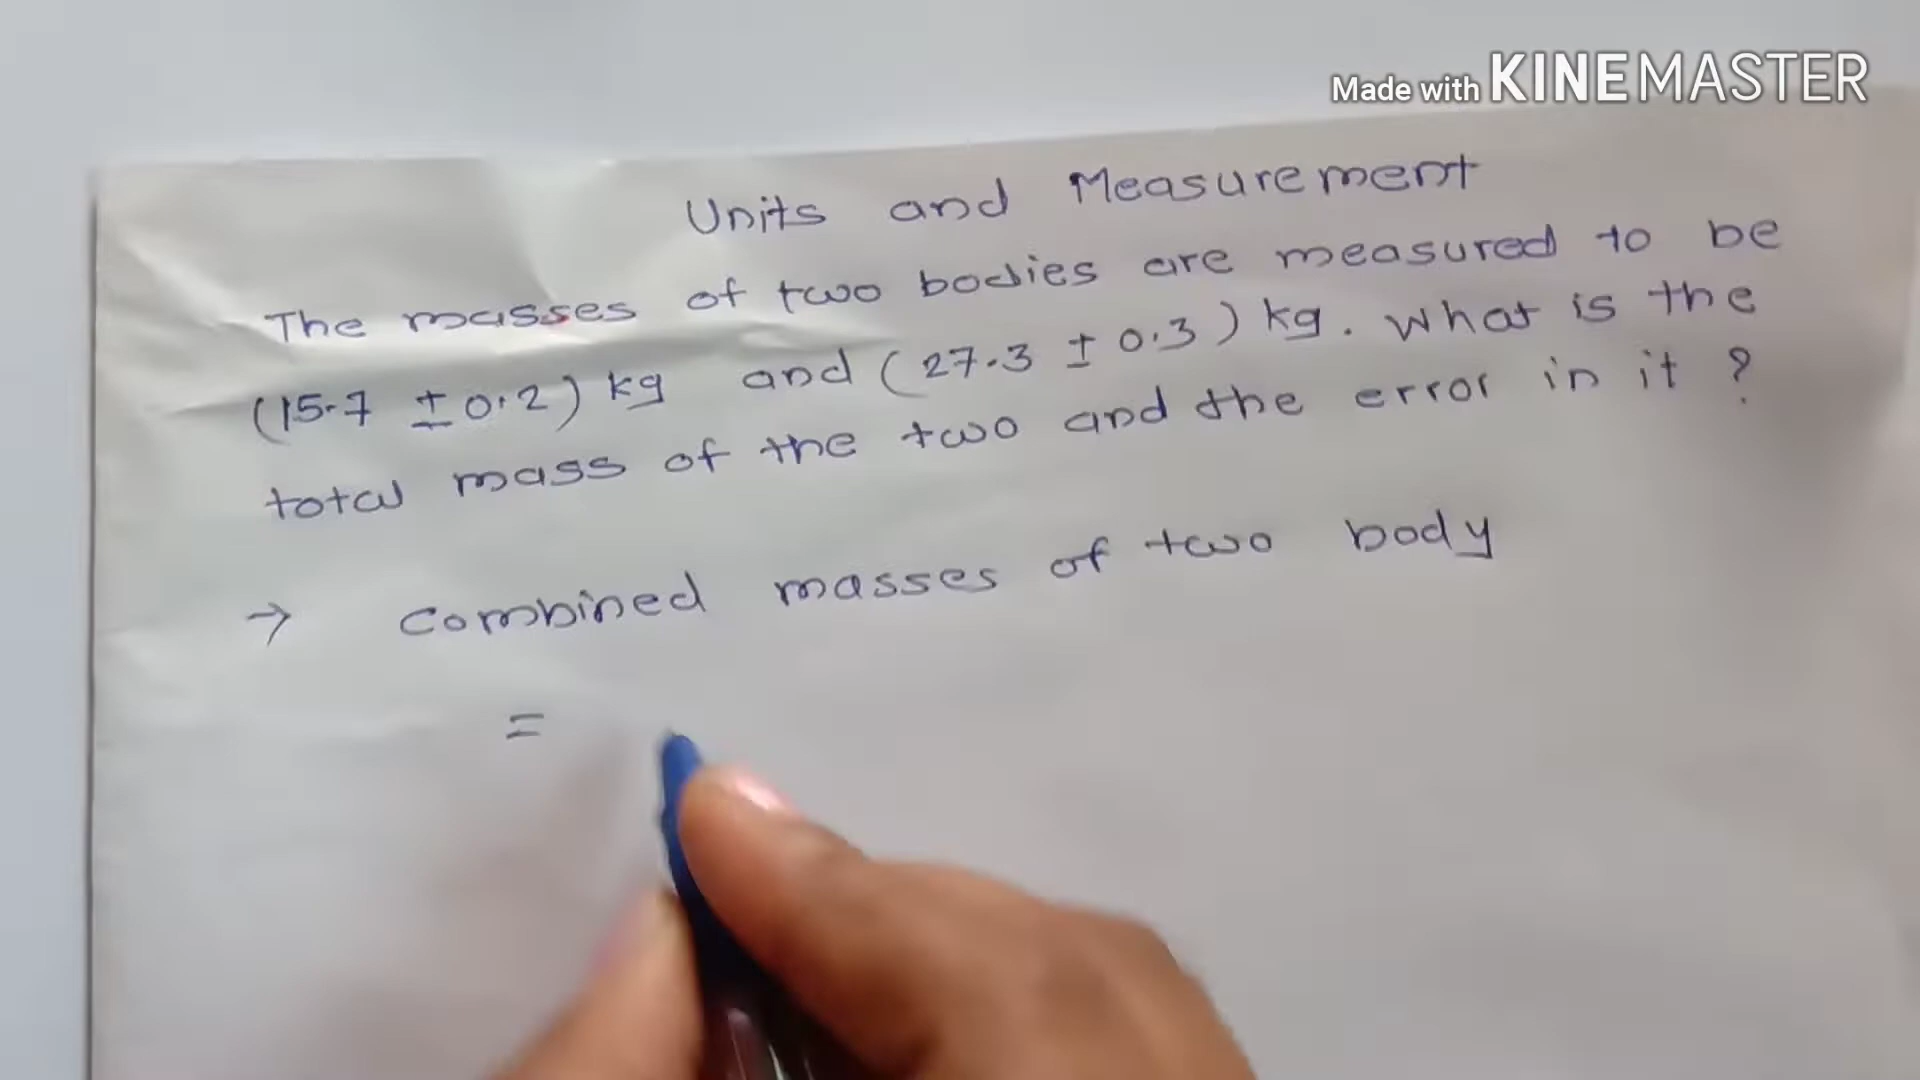 Made with KINEMASTER
Units and Measurement
The masses of two bodies are measured to be
(15.7 ± 0.2) kg and (27.3 ± 0.3) kg. What is the
total mass of the two and the error in it ?
→ combined masses of two body
=